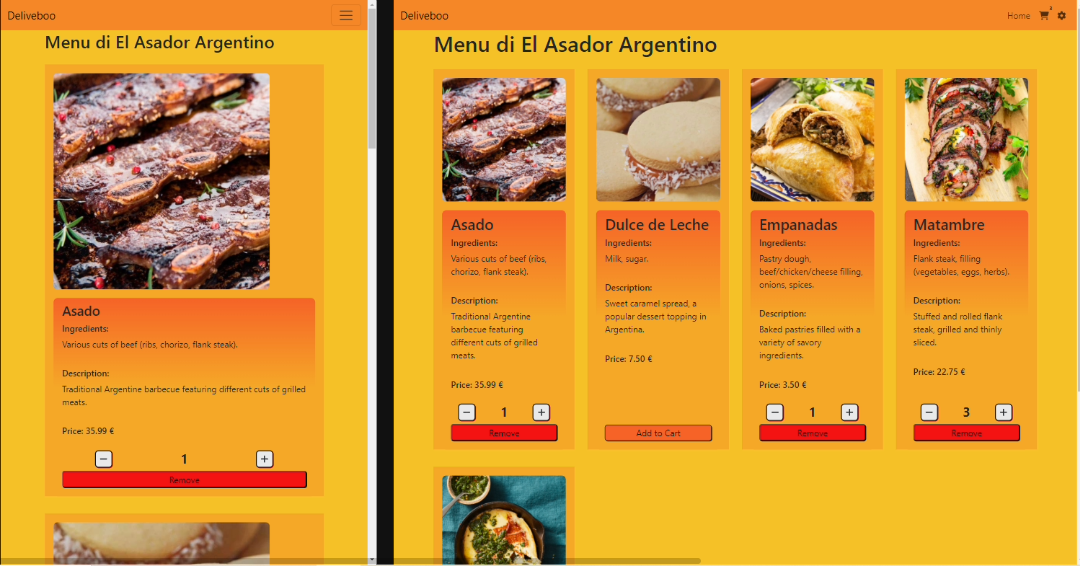 Deliveboo
Menu di El Asador Argentino
Asado
Ingredients:
Various cuts of beef (ribs, chorizo, flank steak).
Description:
Traditional Argentine barbecue featuring different cuts of grilled
meats.
Price: 35.99 €
1
Remove
Deliveboo
Home
Menu di El Asador Argentino
Asado
Ingredients:
Various cuts of beef (ribs,
chorizo, flank steak).
Description:
Traditional Argentine
barbecue featuring
different cuts of grilled
meats.
Price: 35.99 €
1
Remove
Dulce de Leche
Ingredients:
Milk, sugar.
Description:
Sweet caramel spread, a
popular dessert topping in
Argentina.
Price: 7.50 €
Add to Cart
Empanadas
Ingredients:
Pastry dough,
beef/chicken/cheese filling,
onions, spices.
Description:
Baked pastries filled with a
variety of savory
ingredients.
Price: 3.50 €
1
Remove
Matambre
Ingredients:
Flank steak, filling
(vegetables, eggs, herbs).
Description:
Stuffed and rolled flank
steak, grilled and thinly
sliced.
Price: 22.75 €
3
Remove